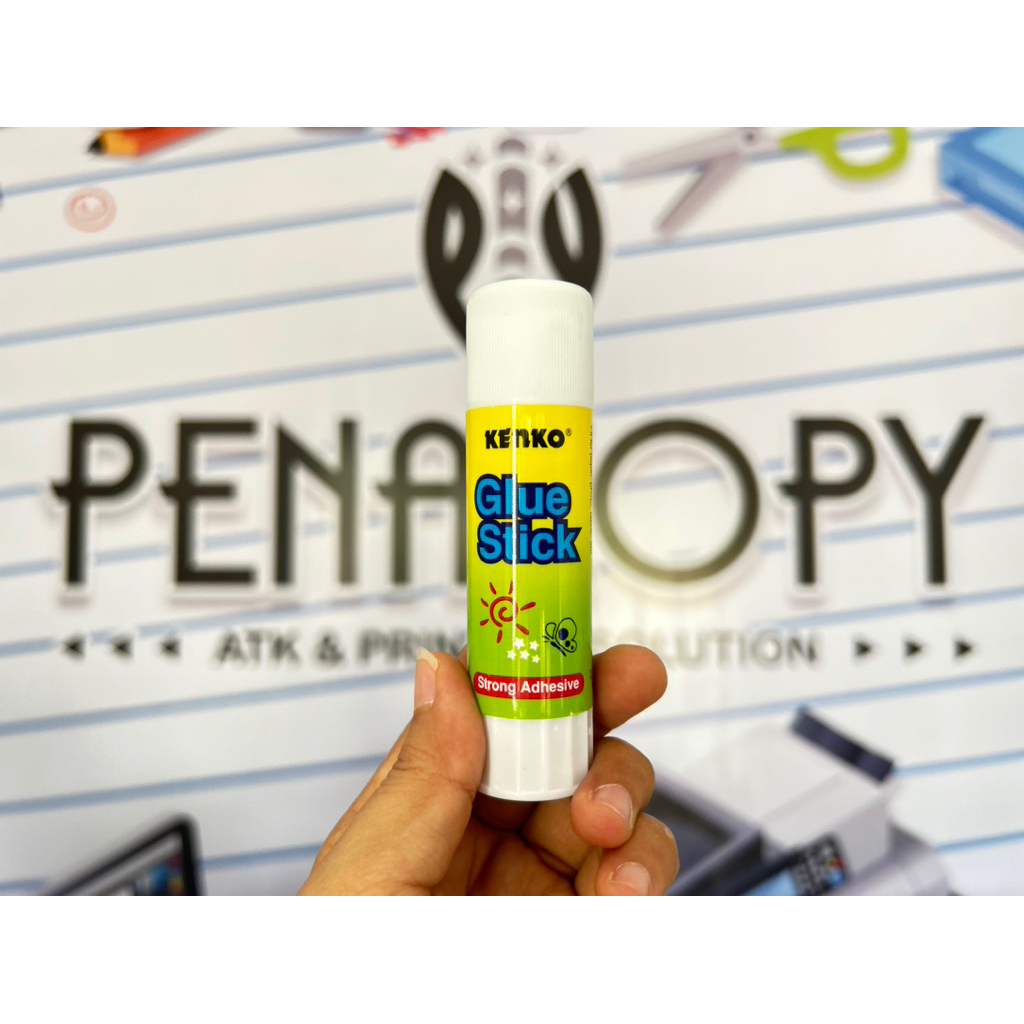 KENKO®
Glue
Stick
Strong Adhesive
PENA OPY
ATK & PRIN OLUTION